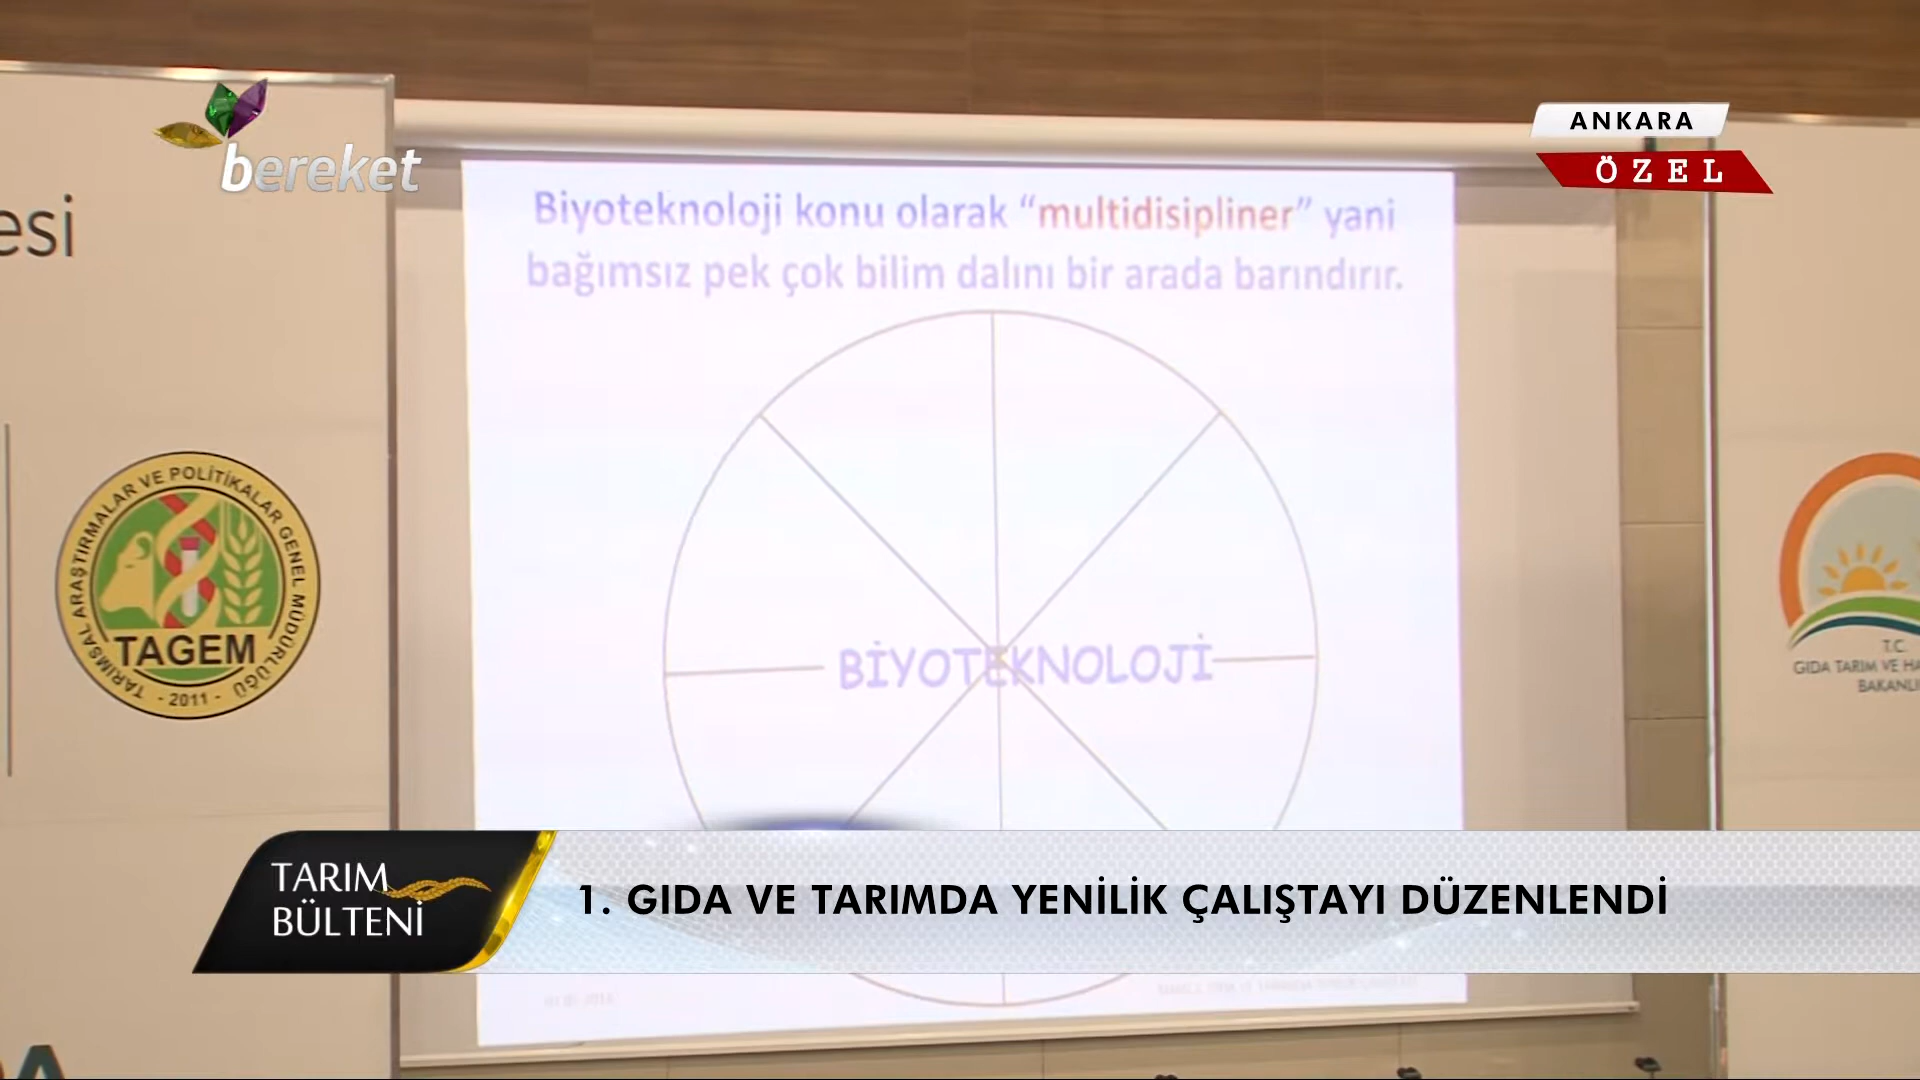 bereket
ANKARA
ÖZEL
esi
Biyoteknoloji konu olarak “multidisipliner” yani
bağımsız pek çok bilim dalını bir arada barındırır.
BİYOTEKNOLOJİ
TARIMSAL ARAŞTIRMALAR VE POLİTİKALAR GENEL MÜDÜRLÜĞÜ
TAGEM
- 2011 -
T.C.
GIDA TARIM VE HA
BAKANLI
TARIM
BÜLTENİ
1. GIDA VE TARIMDA YENİLİK ÇALIŞTAYI DÜZENLENDİ